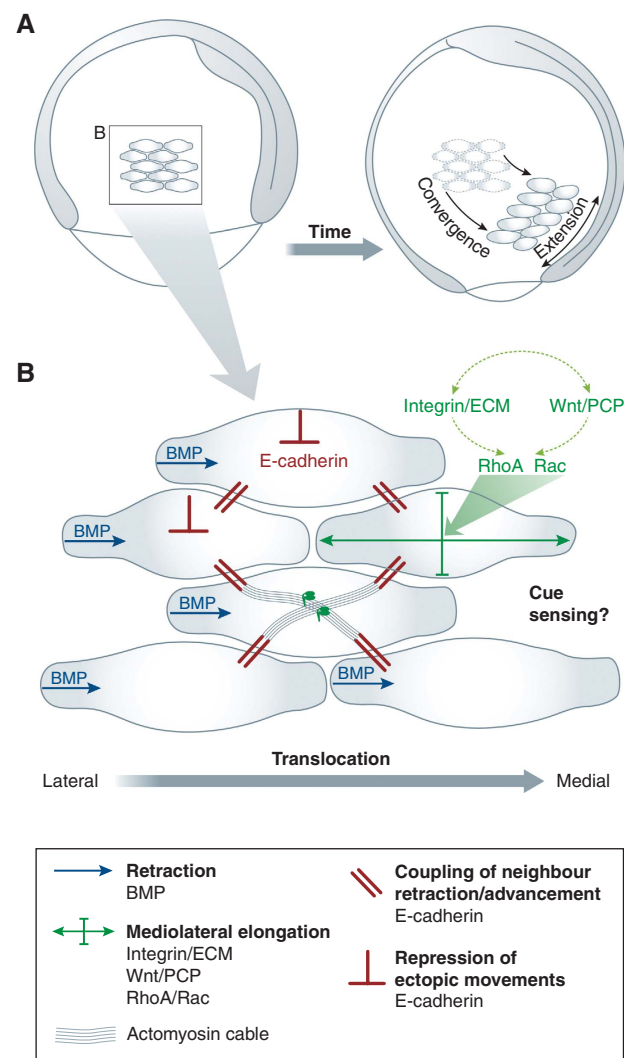 A
B
Time
Convergence
Extension
B
Integrin/ECM
Wnt/PCP
BMP
E-cadherin
RhoA Rac
BMP
BMP
Cue
sensing?
BMP
BMP
Translocation
Lateral
Medial
Retraction
BMP
Mediolateral elongation
Integrin/ECM
Wnt/PCP
RhoA/Rac
Actomyosin cable
Coupling of neighbour
retraction/advancement
E-cadherin
Repression of
ectopic movements
E-cadherin